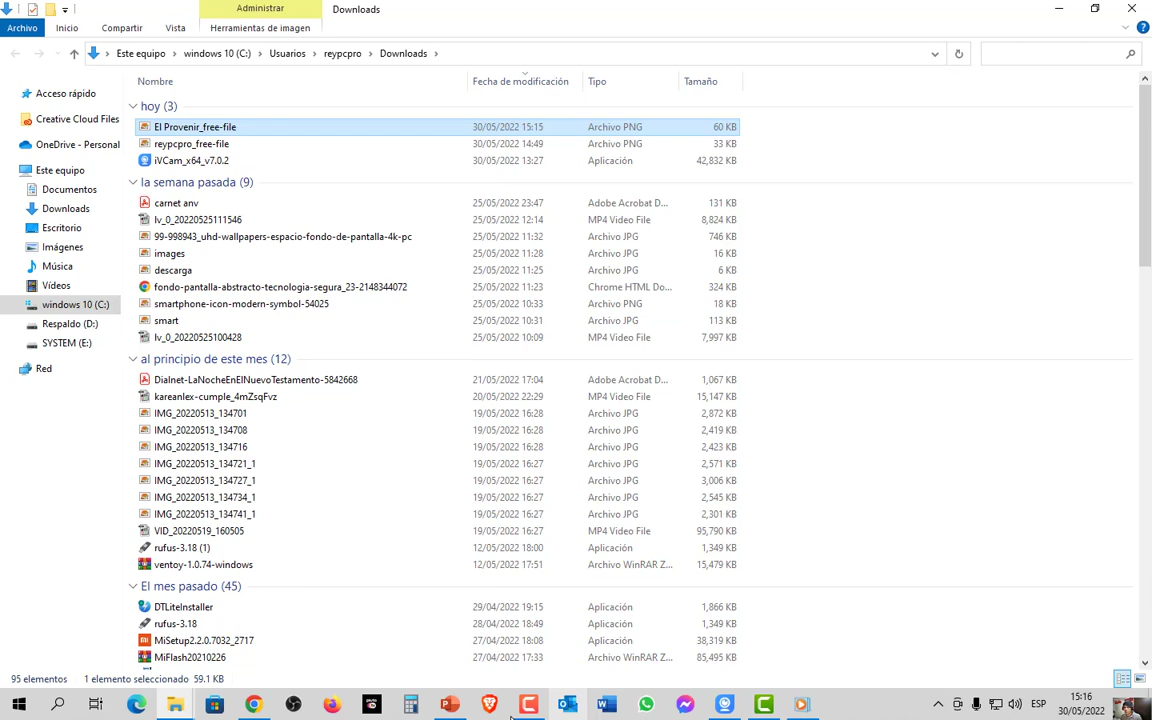 Administrar
Downloads
Archivo
Inicio
Compartir
Vista
Herramientas de imagen
Este equipo > windows 10 (C:) > Usuarios > reypcpro > Downloads >
Nombre
Fecha de modificación
Tipo
Tamaño
Acceso rápido
Creative Cloud Files
OneDrive - Personal
Este equipo
Documentos
Downloads
Escritorio
Imágenes
Música
Vídeos
windows 10 (C:)
Respaldo (D:)
SYSTEM (E:)
Red
hoy (3)
El Provenir_free-file 30/05/2022 15:15 Archivo PNG 60 KB
reypcpro_free-file 30/05/2022 14:49 Archivo PNG 33 KB
iVCam_x64_v7.0.2 30/05/2022 13:27 Aplicación 42,832 KB
la semana pasada (9)
carnet anv 25/05/2022 23:47 Adobe Acrobat D... 131 KB
lv_0_20220525111546 25/05/2022 12:14 MP4 Video File 8,824 KB
99-998943_uhd-wallpapers-espacio-fondo-de-pantalla-4k-pc 25/05/2022 11:32 Archivo JPG 746 KB
images 25/05/2022 11:28 Archivo JPG 16 KB
descarga 25/05/2022 11:25 Archivo JPG 6 KB
fondo-pantalla-abstracto-tecnologia-segura_23-2148344072 25/05/2022 11:23 Chrome HTML Do... 324 KB
smartphone-icon-modern-symbol-54025 25/05/2022 10:33 Archivo PNG 18 KB
smart 25/05/2022 10:31 Archivo JPG 113 KB
lv_0_20220525100428 25/05/2022 10:09 MP4 Video File 7,997 KB
al principio de este mes (12)
Dialnet-LaNocheEnElNuevoTestamento-5842668 21/05/2022 17:04 Adobe Acrobat D... 1,067 KB
kareanlex-cumple_4mZsqFvz 20/05/2022 22:29 MP4 Video File 15,147 KB
IMG_20220513_134701 19/05/2022 16:28 Archivo JPG 2,872 KB
IMG_20220513_134708 19/05/2022 16:28 Archivo JPG 2,419 KB
IMG_20220513_134716 19/05/2022 16:28 Archivo JPG 2,423 KB
IMG_20220513_134721_1 19/05/2022 16:27 Archivo JPG 2,571 KB
IMG_20220513_134727_1 19/05/2022 16:27 Archivo JPG 3,006 KB
IMG_20220513_134734_1 19/05/2022 16:27 Archivo JPG 2,545 KB
IMG_20220513_134741_1 19/05/2022 16:27 Archivo JPG 2,301 KB
VID_20220519_160505 19/05/2022 16:27 MP4 Video File 95,790 KB
rufus-3.18 (1) 12/05/2022 18:00 Aplicación 1,349 KB
ventoy-1.0.74-windows 12/05/2022 17:51 Archivo WinRAR Z... 15,479 KB
El mes pasado (45)
DTLiteInstaller 29/04/2022 19:15 Aplicación 1,866 KB
rufus-3.18 28/04/2022 18:49 Aplicación 1,349 KB
MiSetup2.2.0.7032_2717 27/04/2022 18:08 Aplicación 38,319 KB
MiFlash20210226 27/04/2022 17:33 Archivo WinRAR Z... 85,495 KB
95 elementos
1 elemento seleccionado 59.1 KB
ESP
15:16
30/05/2022